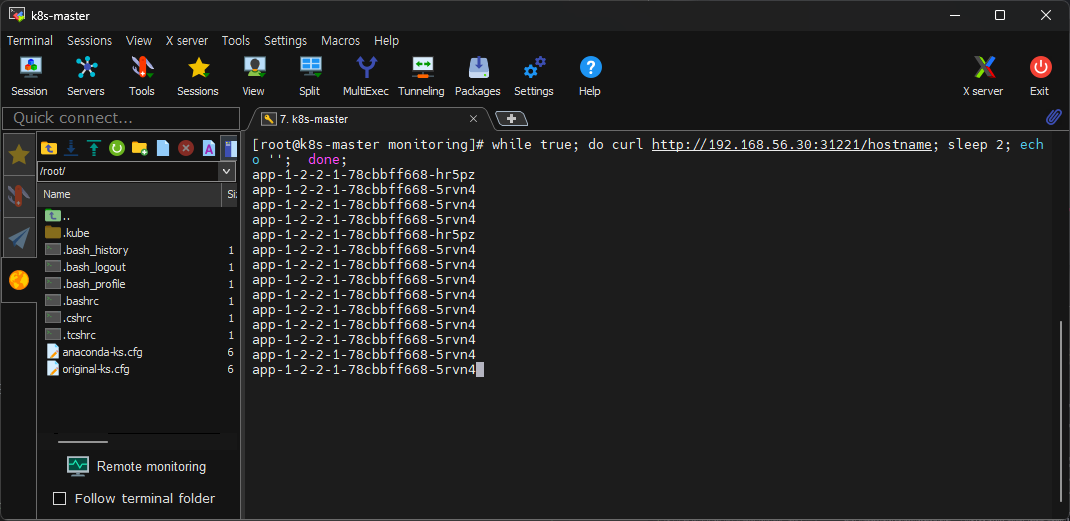 k8s-master
Terminal Sessions View X server Tools Settings Macros Help
Session Servers Tools Sessions View Split MultiExec Tunneling Packages Settings Help X server Exit
Quick connect...
7. k8s-master
/root/
Name Siz
..
.kube
.bash_history 1
.bash_logout 1
.bash_profile 1
.bashrc 1
.cshrc 1
.tcshrc 1
anaconda-ks.cfg 6
original-ks.cfg 6
Remote monitoring
Follow terminal folder
[root@k8s-master monitoring]# while true; do curl http://192.168.56.30:31221/hostname; sleep 2; ech
o '';  done;
app-1-2-2-1-78cbbff668-hr5pz
app-1-2-2-1-78cbbff668-5rvn4
app-1-2-2-1-78cbbff668-5rvn4
app-1-2-2-1-78cbbff668-5rvn4
app-1-2-2-1-78cbbff668-hr5pz
app-1-2-2-1-78cbbff668-5rvn4
app-1-2-2-1-78cbbff668-5rvn4
app-1-2-2-1-78cbbff668-5rvn4
app-1-2-2-1-78cbbff668-5rvn4
app-1-2-2-1-78cbbff668-5rvn4
app-1-2-2-1-78cbbff668-5rvn4
app-1-2-2-1-78cbbff668-5rvn4
app-1-2-2-1-78cbbff668-5rvn4
app-1-2-2-1-78cbbff668-5rvn4